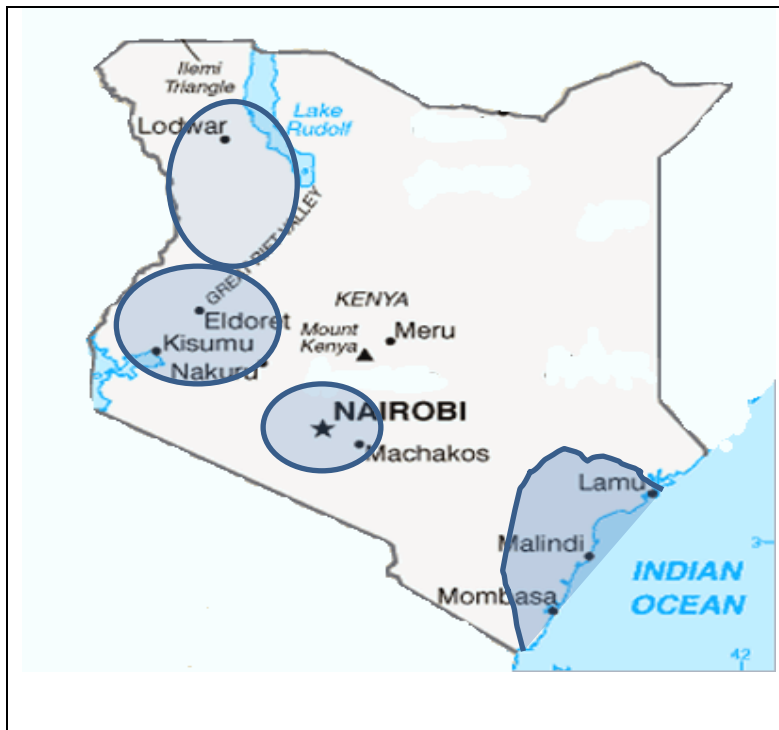 Ilemi
Triangle
Lodwar
Lake
Rudolf
GREAT RIFT VALLEY
KENYA
Eldoret
Mount
Kenya
Meru
Kisumu
Nakuru
NAIROBI
Machakos
Lamu
Malindi
3
INDIAN
OCEAN
Mombasa
42